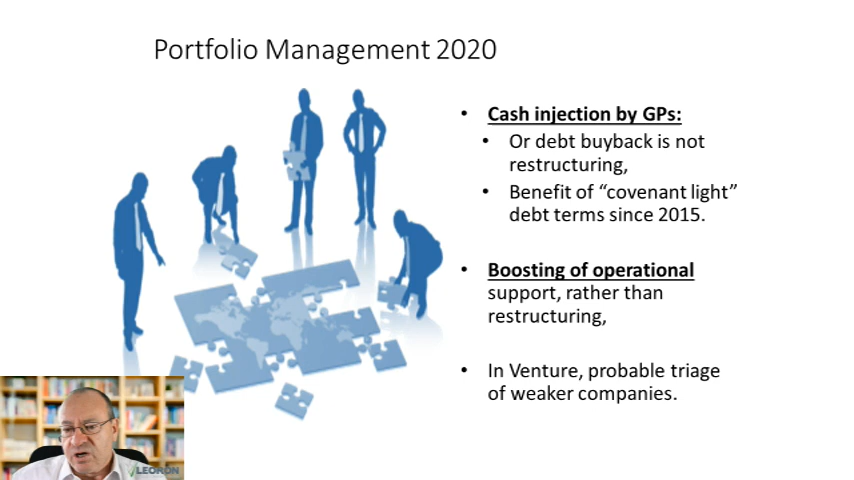 Portfolio Management 2020
• Cash injection by GPs:
• Or debt buyback is not
restructuring,
• Benefit of “covenant light”
debt terms since 2015.
• Boosting of operational
support, rather than
restructuring,
• In Venture, probable triage
of weaker companies.
LEORON